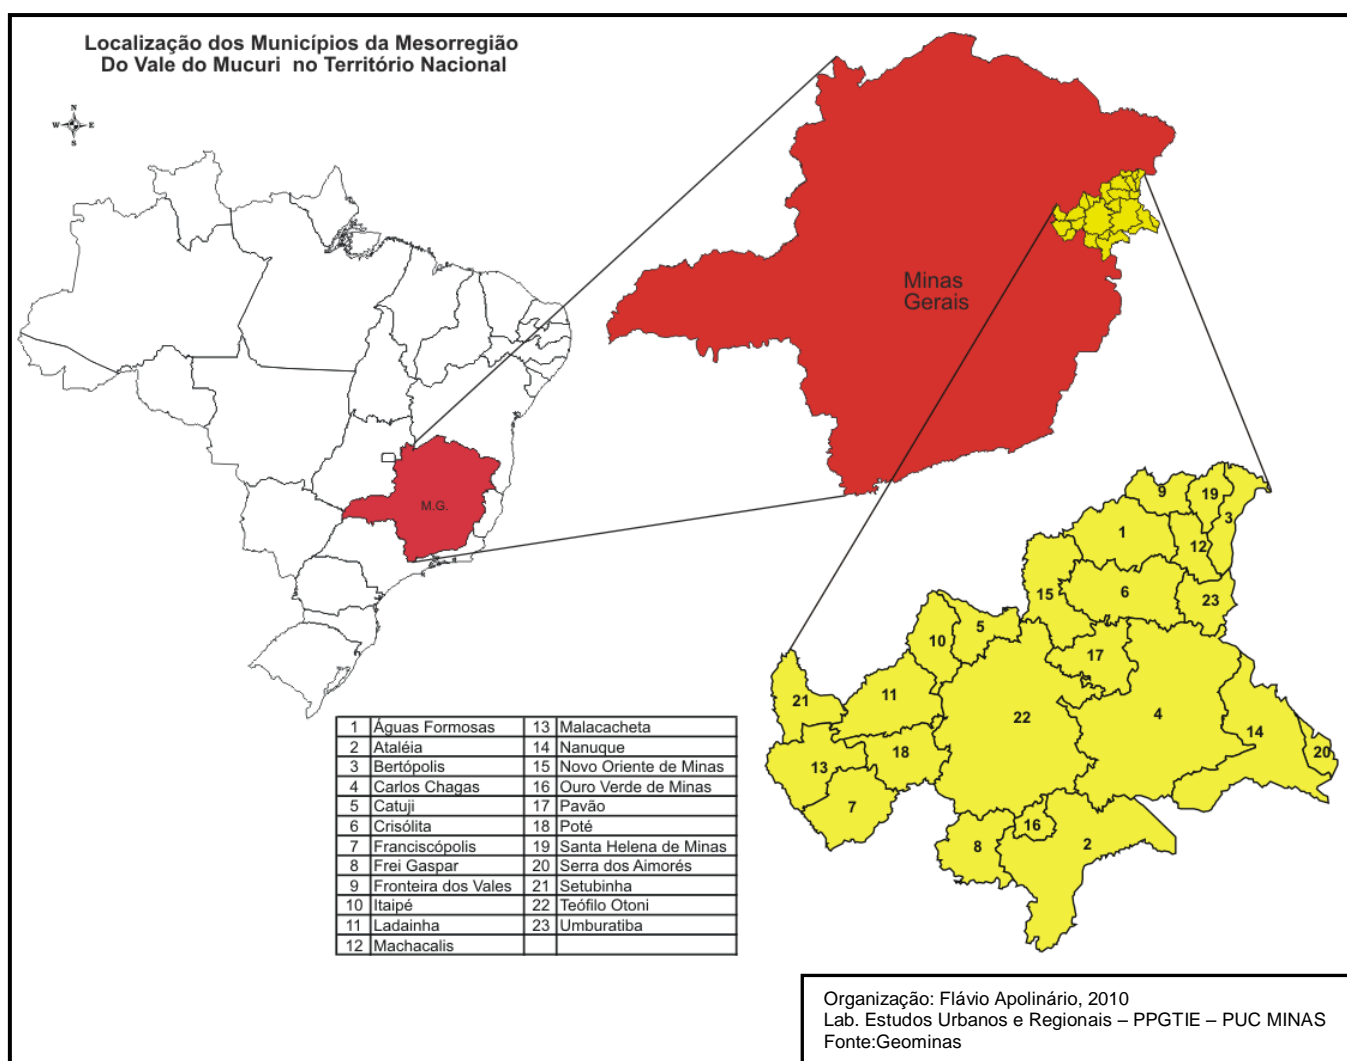 Localização dos Municípios da Mesorregião
Do Vale do Mucuri no Território Nacional
N
W E
S
Minas
Gerais
M.G.
9
19
3
1
12
15
6
23
5
10
17
21
11
22
4
14
20
18
13
7
16
8
2
1 Águas Formosas 13 Malacacheta
2 Ataléia 14 Nanuque
3 Bertópolis 15 Novo Oriente de Minas
4 Carlos Chagas 16 Ouro Verde de Minas
5 Catuji 17 Pavão
6 Crisólita 18 Poté
7 Franciscópolis 19 Santa Helena de Minas
8 Frei Gaspar 20 Serra dos Aimorés
9 Fronteira dos Vales 21 Setubinha
10 Itaipé 22 Teófilo Otoni
11 Ladainha 23 Umburatiba
12 Machacalis
Organização: Flávio Apolinário, 2010
Lab. Estudos Urbanos e Regionais – PPGTIE – PUC MINAS
Fonte:Geominas